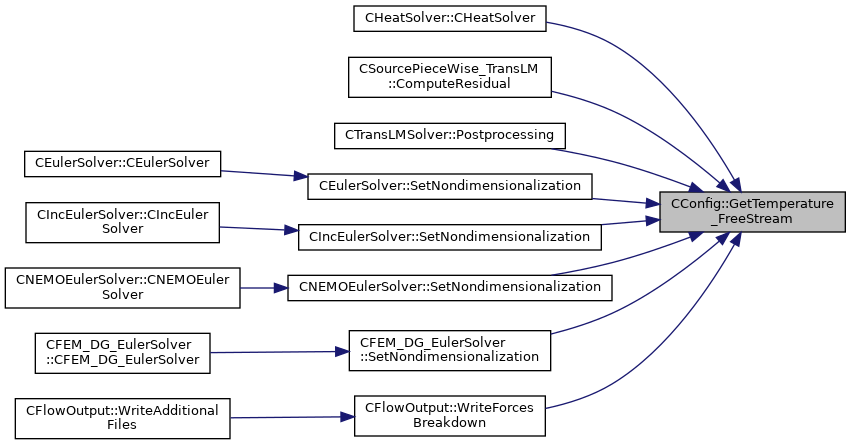 CHeatSolver::CHeatSolver
CSourcePieceWise_TransLM
::ComputeResidual
CTransLMSolver::Postprocessing
CEulerSolver::CEulerSolver
CEulerSolver::SetNondimensionalization
CConfig::GetTemperature
_FreeStream
CIncEulerSolver::CIncEuler
Solver
CIncEulerSolver::SetNondimensionalization
CNEMOEulerSolver::CNEMOEuler
Solver
CNEMOEulerSolver::SetNondimensionalization
CFEM_DG_EulerSolver
::CFEM_DG_EulerSolver
CFEM_DG_EulerSolver
::SetNondimensionalization
CFlowOutput::WriteAdditional
Files
CFlowOutput::WriteForces
Breakdown